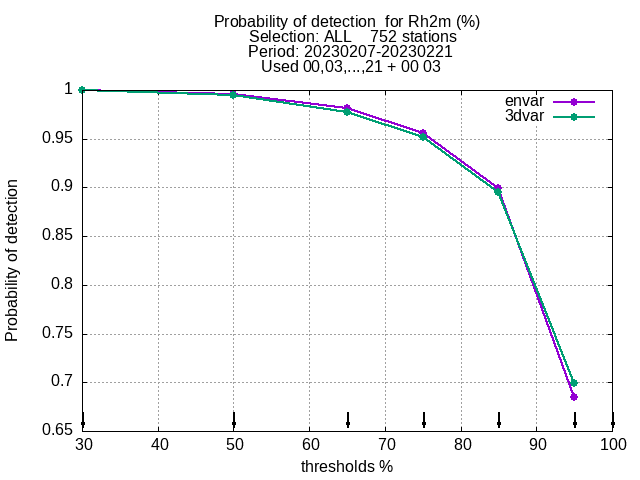 Probability of detection  for Rh2m (%)
Selection: ALL    752 stations
Period: 20230207-20230221
Used 00,03,...,21 + 00 03
envar
3dvar
1
0.95
0.9
0.85
0.8
0.75
0.7
0.65
Probability of detection
30 40 50 60 70 80 90 100
thresholds %